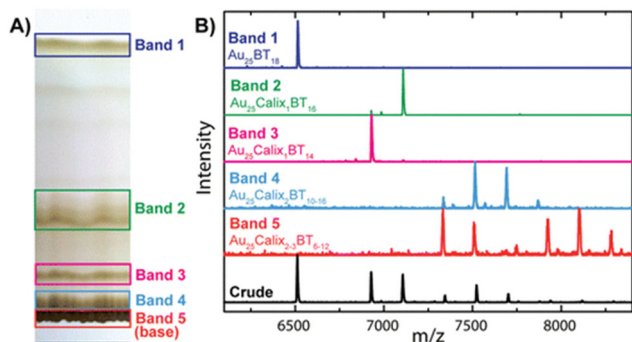 A)
Band 1
Band 2
Band 3
Band 4
Band 5
(base)
B)
Intensity
Band 1
Au₂₅BT₁₈
Band 2
Au₂₅Calix₁BT₁₆
Band 3
Au₂₅Calix₁BT₁₄
Band 4
Au₂₅Calix₂BT₁₀₋₁₆
Band 5
Au₂₅Calix₂₋₃BT₆₋₁₂
Crude
6500 7000 7500 8000
m/z